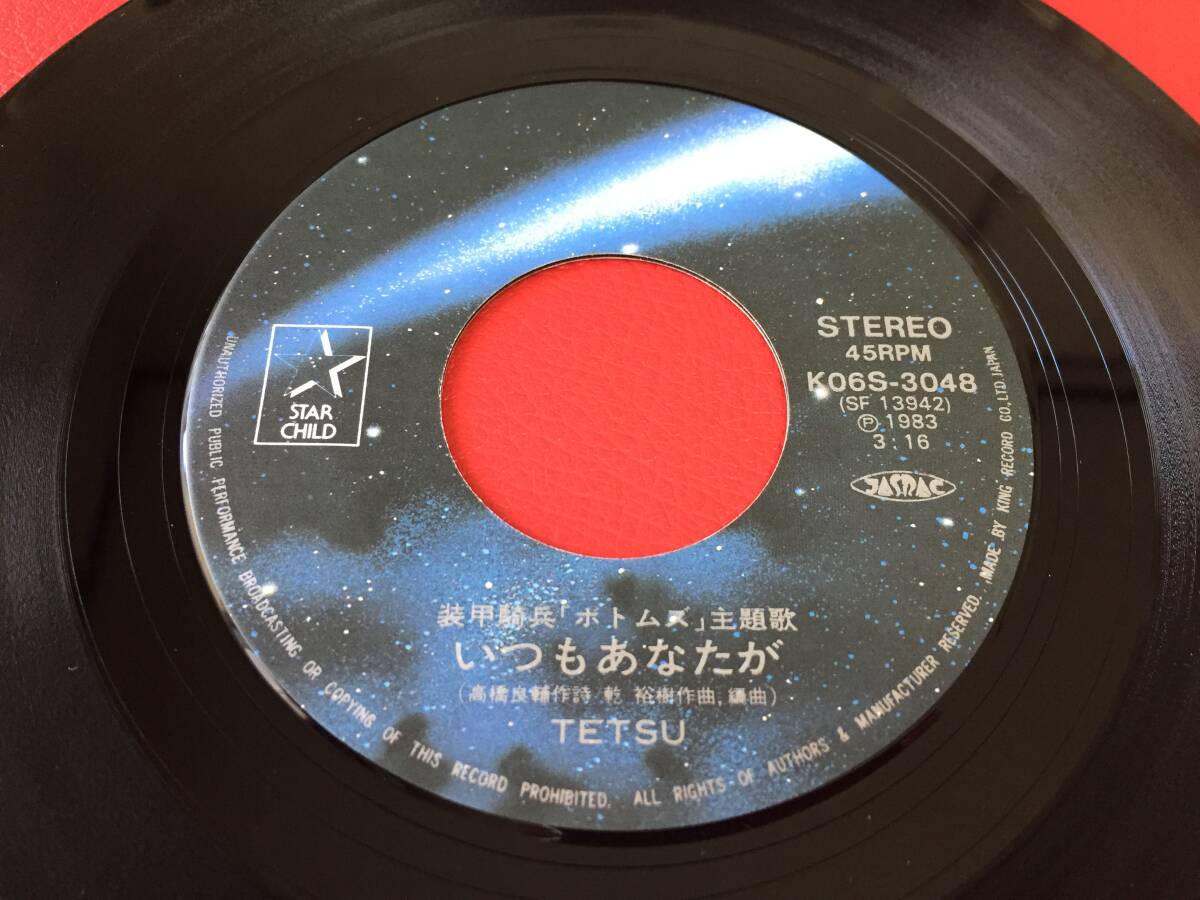 STAR
CHILD
STEREO
45RPM
K06S-3048
(SF 13942)
Ⓟ1983
3:16
JASRAC
装甲騎兵「ボトムズ」主題歌
いつもあなたが
(高橋良輔作詩/乾 裕樹作曲,編曲)
TETSU
UNAUTHORIZED PUBLIC PERFORMANCE BROADCASTING OR COPYING OF THIS RECORD PROHIBITED. ALL RIGHTS OF AUTHORS & MANUFACTURER RESERVED. MADE BY KING RECORD CO,LTD.JAPAN